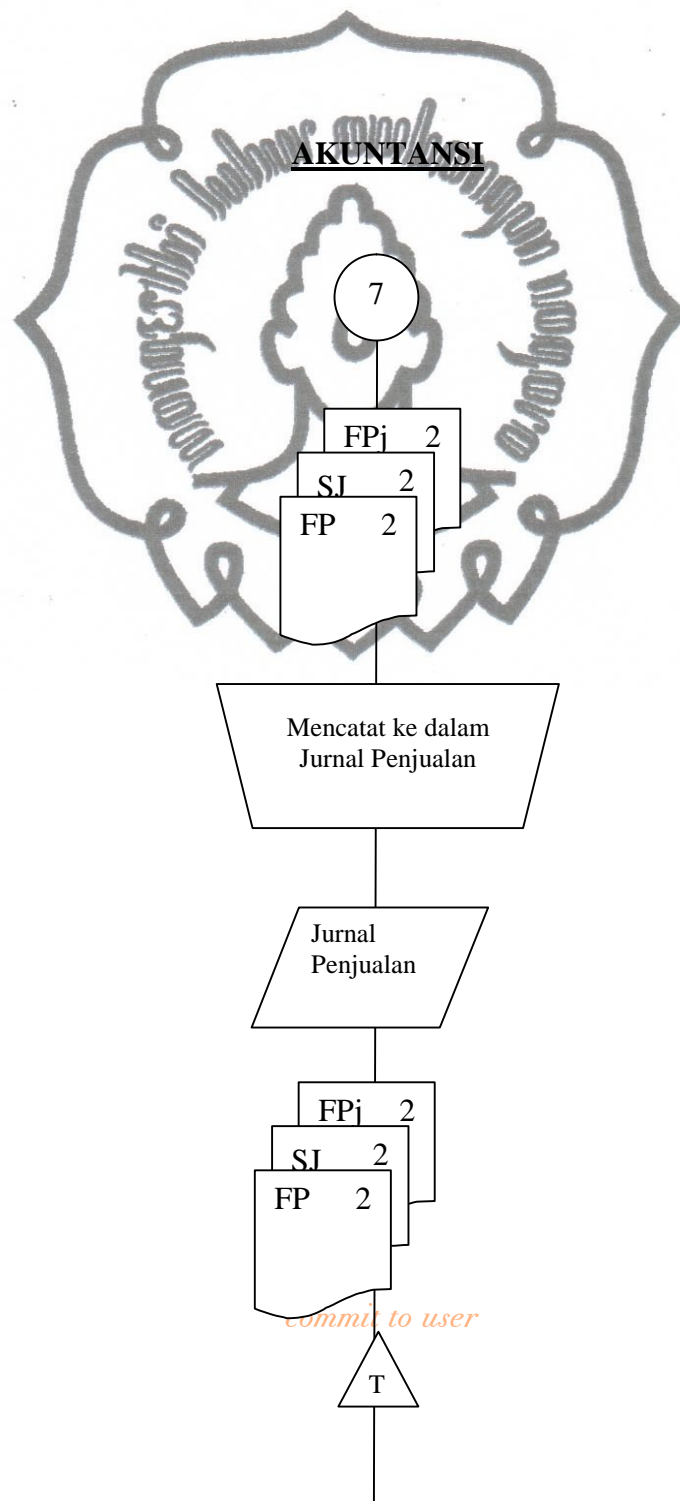 AKUNTANSI
7
FPj 2
SJ 2
FP 2
Mencatat ke dalam
Jurnal Penjualan
Jurnal
Penjualan
FPj 2
SJ 2
FP 2
commit to user
T